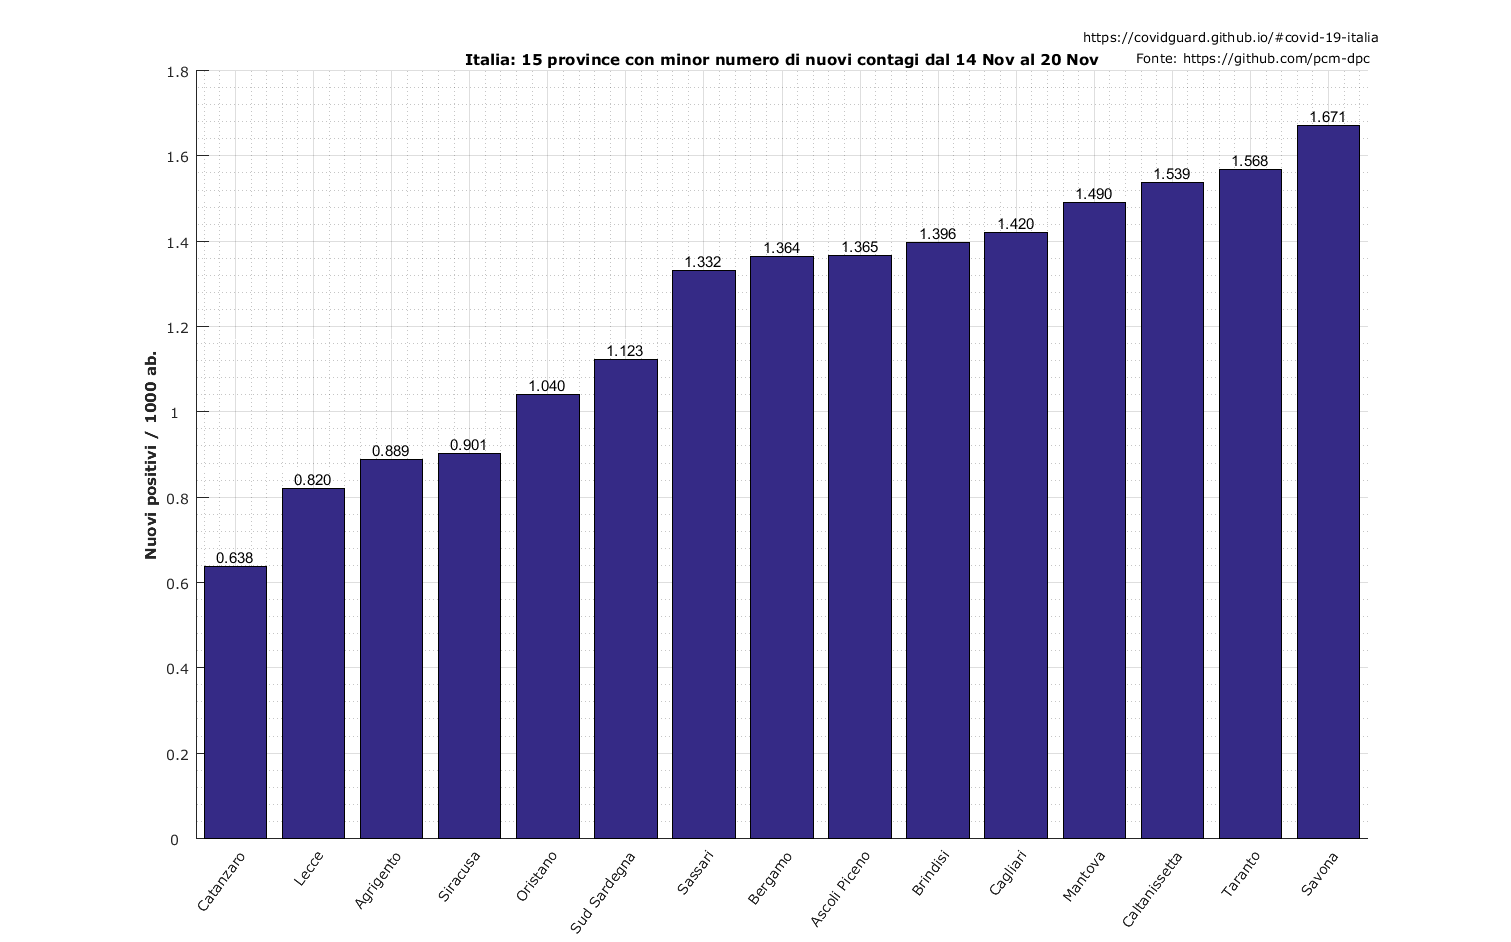 https://covidguard.github.io/#covid-19-italia
Italia: 15 province con minor numero di nuovi contagi dal 14 Nov al 20 Nov
Fonte: https://github.com/pcm-dpc
Nuovi positivi / 1000 ab.
1.8
1.6
1.4
1.2
1
0.8
0.6
0.4
0.2
0
0.638
0.820
0.889
0.901
1.040
1.123
1.332
1.364
1.365
1.396
1.420
1.490
1.539
1.568
1.671
Catanzaro
Lecce
Agrigento
Siracusa
Oristano
Sud Sardegna
Sassari
Bergamo
Ascoli Piceno
Brindisi
Cagliari
Mantova
Caltanissetta
Taranto
Savona